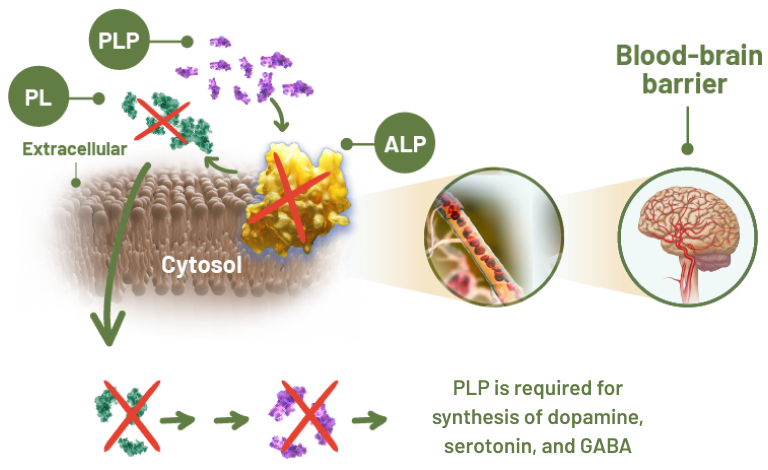 PLP
Blood-brain
barrier
PL
ALP
Extracellular
Cytosol
PLP is required for
synthesis of dopamine,
serotonin, and GABA